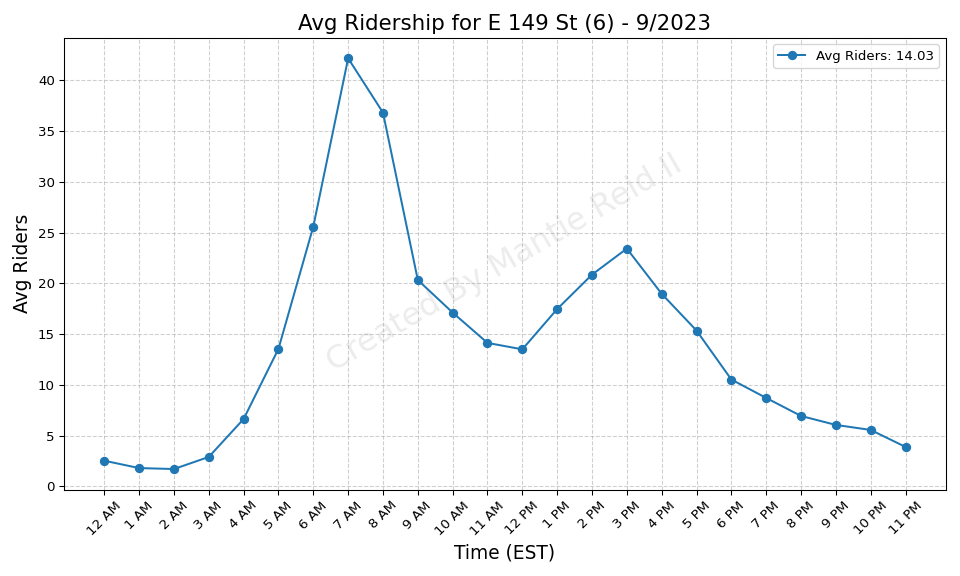 Avg Ridership for E 149 St (6) - 9/2023
Avg Riders: 14.03
Avg Riders
40
35
30
25
20
15
10
5
0
Created By Mantie Reid II
12 AM
1 AM
2 AM
3 AM
4 AM
5 AM
6 AM
7 AM
8 AM
9 AM
10 AM
11 AM
12 PM
1 PM
2 PM
3 PM
4 PM
5 PM
6 PM
7 PM
8 PM
9 PM
10 PM
11 PM
Time (EST)